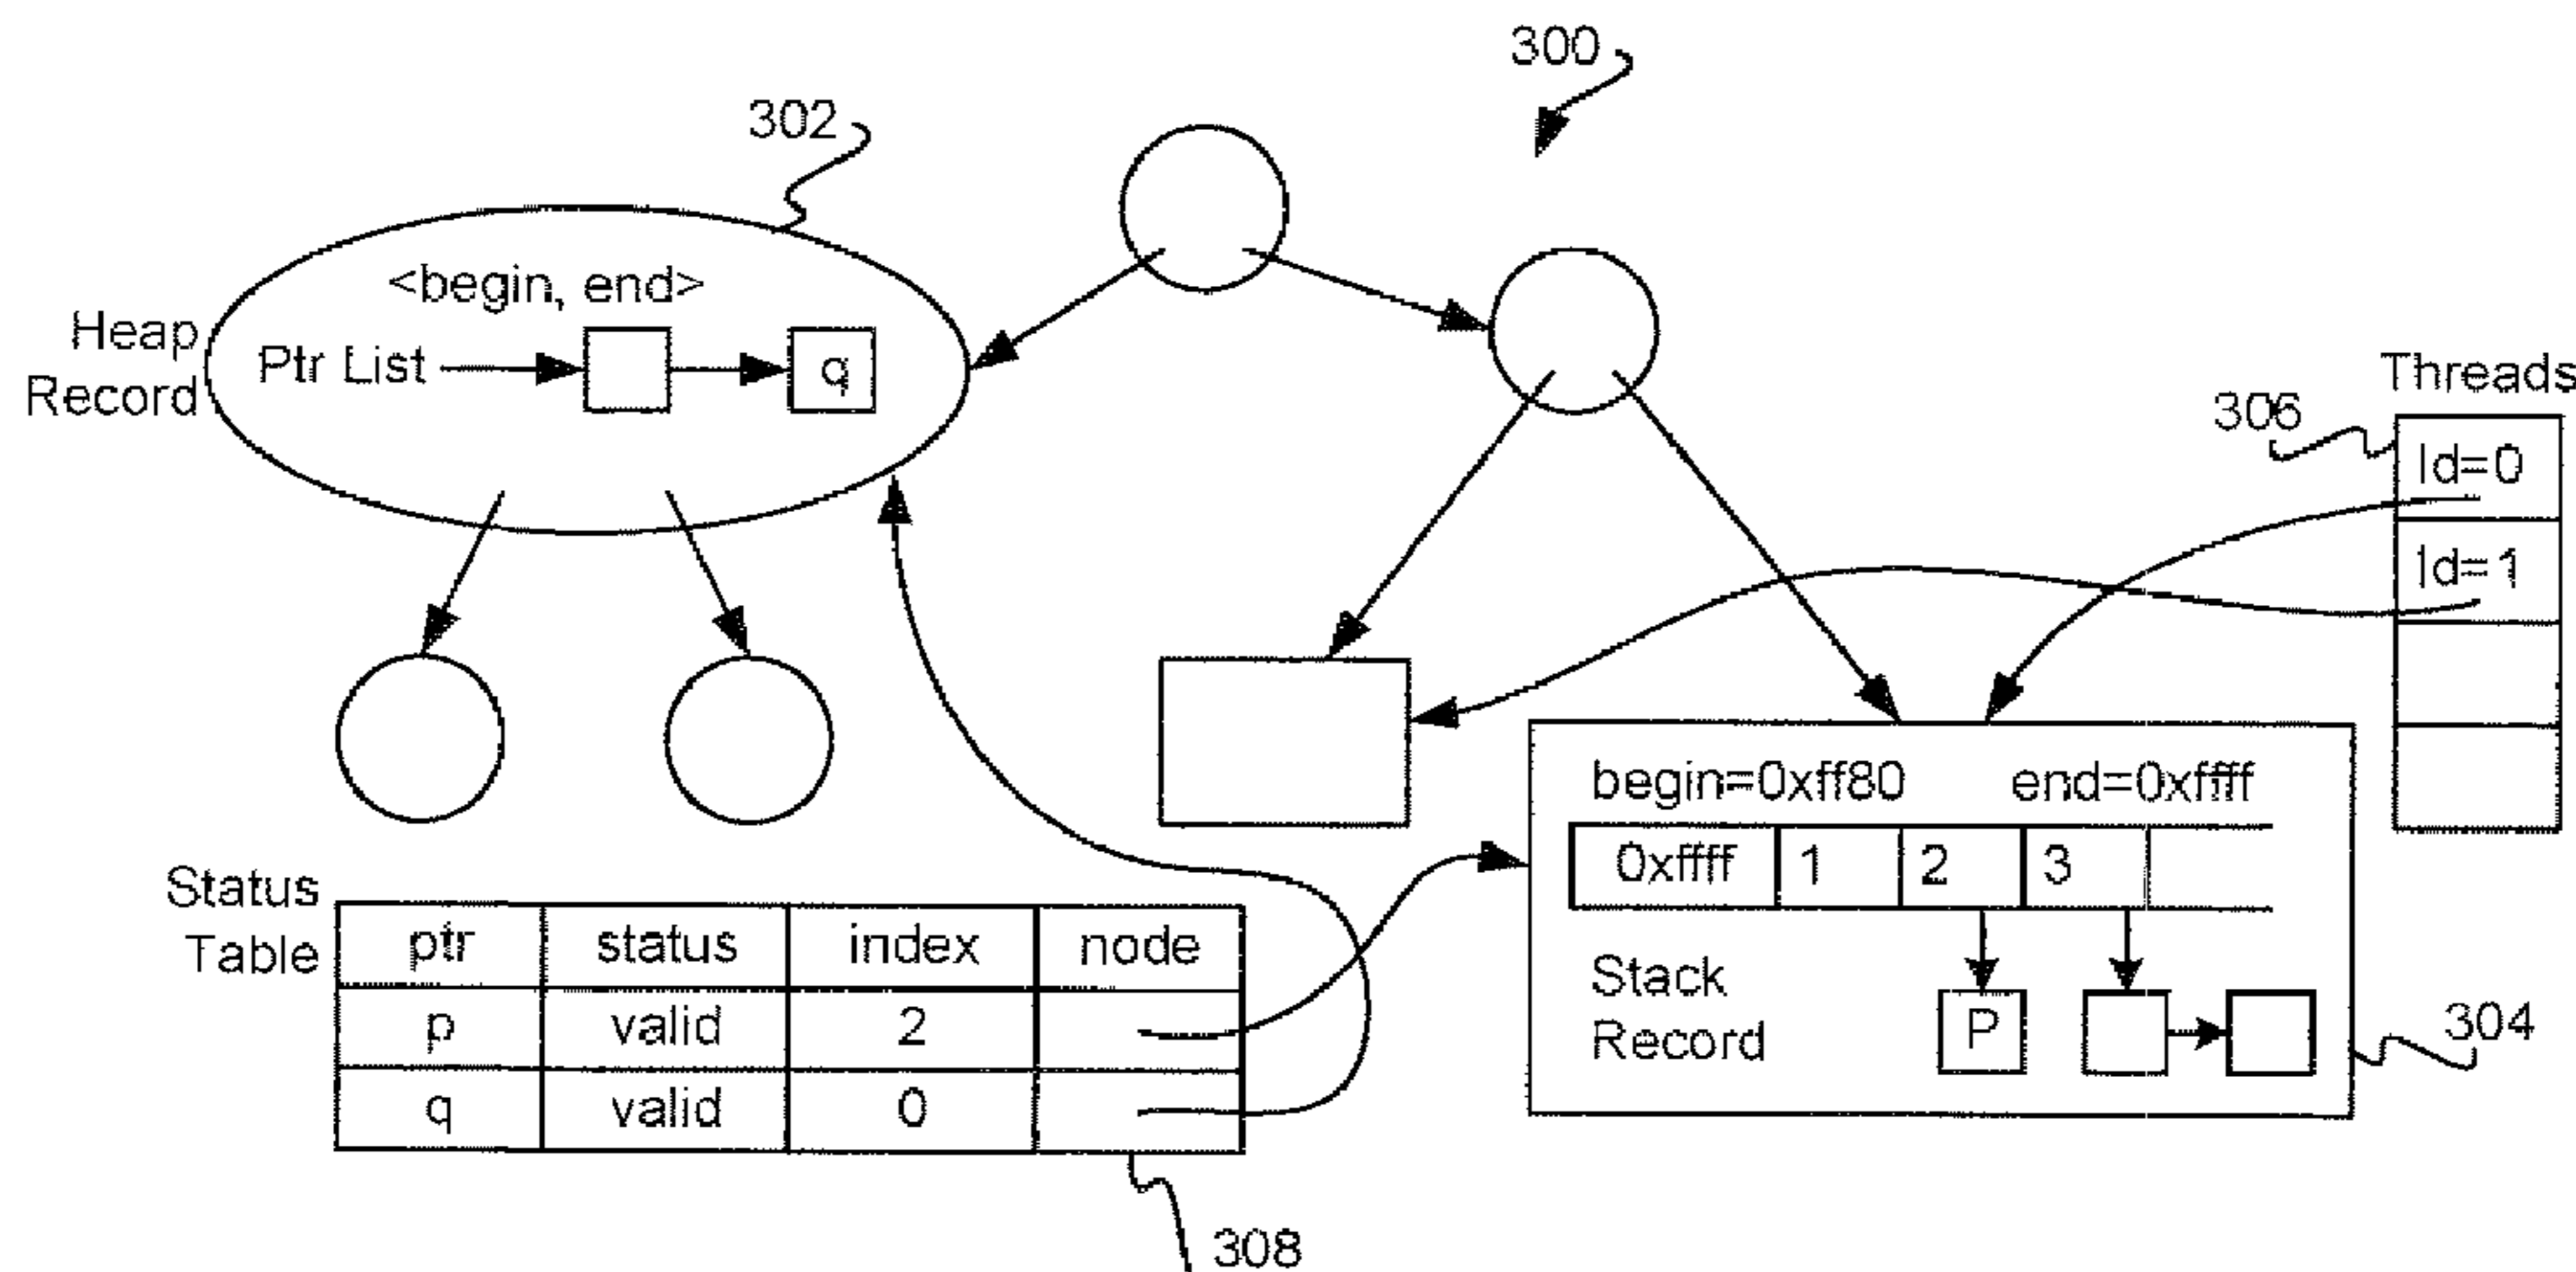 300
302
<begin, end>
Heap
Record
Ptr List
q
Threads
306
Id=0
Id=1
begin=0xff80 end=0xffff
0xffff 1 2 3
Stack
Record
P
304
Status
Table
ptr status index node
p valid 2
q valid 0
308